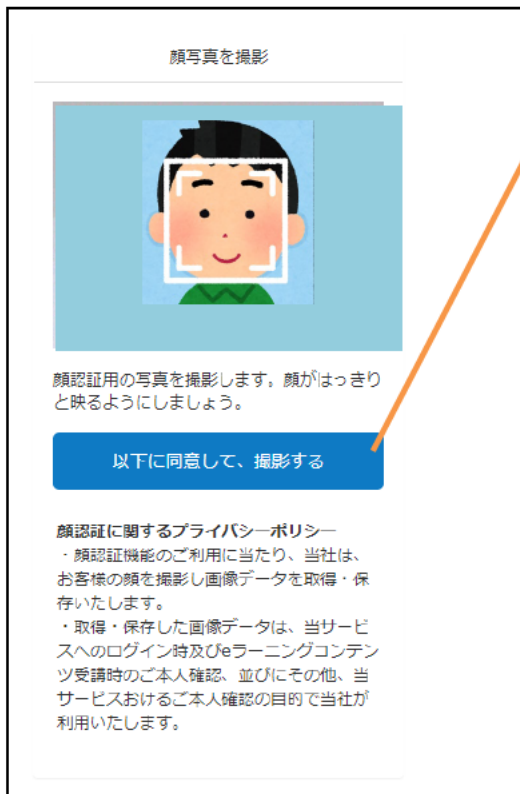 顔写真を撮影
顔認証用の写真を撮影します。顔がはっきり
と映るようにしましょう。
以下に同意して、撮影する
顔認証に関するプライバシーポリシー
・顔認証機能のご利用に当たり、当社は、
お客様の顔を撮影し画像データを取得・保
存いたします。
・取得・保存した画像データは、当サービ
スへのログイン時及びeラーニングコンテン
ツ受講時のご本人確認、並びにその他、当
サービスおけるご本人確認の目的で当社が
利用いたします。